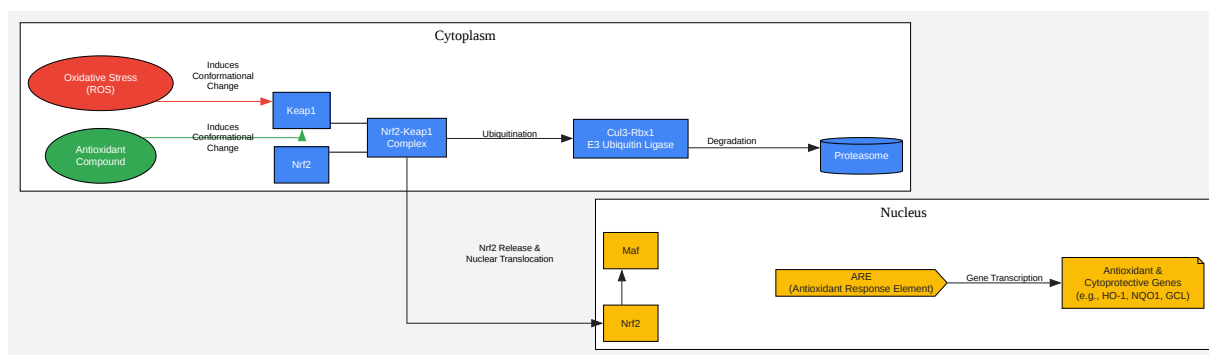 Cytoplasm
Oxidative Stress
(ROS)
Induces
Conformational
Change
Keap1
Antioxidant
Compound
Induces
Conformational
Change
Nrf2
Nrf2-Keap1
Complex
Ubiquitination
Cul3-Rbx1
E3 Ubiquitin Ligase
Degradation
Proteasome
Nrf2 Release &
Nuclear Translocation
Nucleus
Maf
Nrf2
ARE
(Antioxidant Response Element)
Gene Transcription
Antioxidant &
Cytoprotective Genes
(e.g., HO-1, NQO1, GCL)